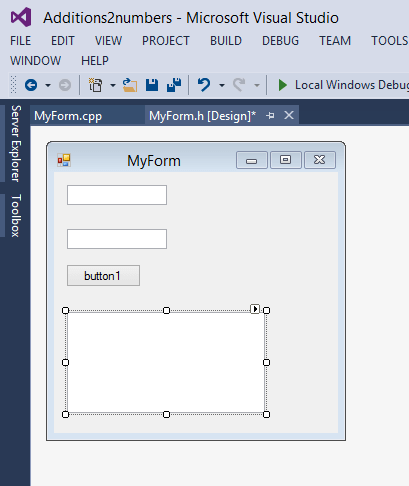 Additions2numbers - Microsoft Visual Studio
FILE EDIT VIEW PROJECT BUILD DEBUG TEAM TOOLS
WINDOW HELP
Local Windows Debug
MyForm.cpp MyForm.h [Design]*
Server Explorer
Toolbox
MyForm
button1